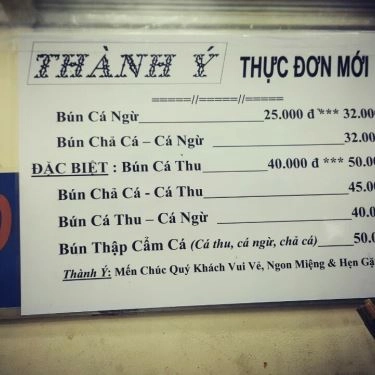 THÀNH Ý THỰC ĐƠN MỚI
=====//=====//=====
Bún Cá Ngừ 25.000 đ *** 32.00
Bún Chả Cá – Cá Ngừ 32.00
ĐẶC BIỆT : Bún Cá Thu 40.000 đ *** 50.0
Bún Chả Cá - Cá Thu 45.0
Bún Cá Thu – Cá Ngừ 40.0
Bún Thập Cẩm Cá (Cá thu, cá ngừ, chả cá) 50.0
Thành Ý: Mến Chúc Quý Khách Vui Vẻ, Ngon Miệng & Hẹn Gặ